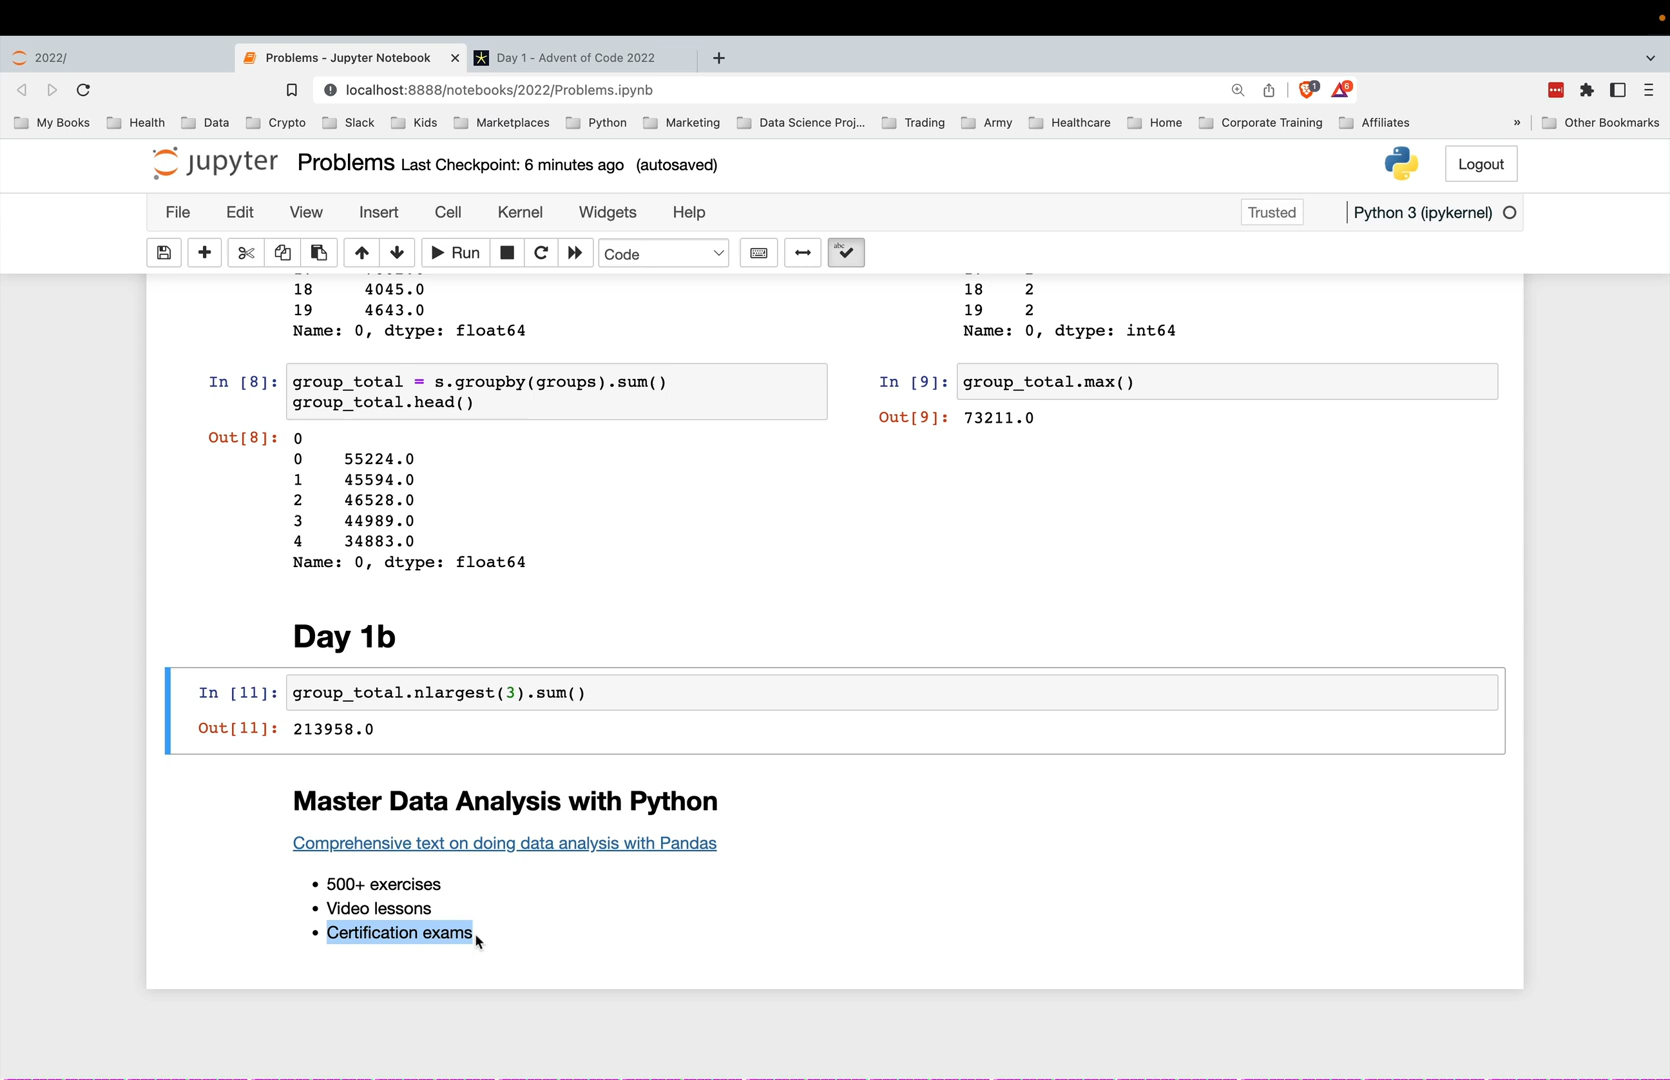 2022/
Problems - Jupyter Notebook
Day 1 - Advent of Code 2022
localhost:8888/notebooks/2022/Problems.ipynb
1
6
My Books Health Data Crypto Slack Kids Marketplaces Python Marketing Data Science Proj... Trading Army Healthcare Home Corporate Training Affiliates » Other Bookmarks
jupyter Problems Last Checkpoint: 6 minutes ago (autosaved)
Logout
File Edit View Insert Cell Kernel Widgets Help
Trusted
Python 3 (ipykernel)
Run
Code
abc
18 4045.0
19 4643.0
Name: 0, dtype: float64
18 2
19 2
Name: 0, dtype: int64
In [8]: group_total = s.groupby(groups).sum()
group_total.head()
Out[8]: 0
0 55224.0
1 45594.0
2 46528.0
3 44989.0
4 34883.0
Name: 0, dtype: float64
In [9]: group_total.max()
Out[9]: 73211.0
Day 1b
In [11]: group_total.nlargest(3).sum()
Out[11]: 213958.0
Master Data Analysis with Python
Comprehensive text on doing data analysis with Pandas
• 500+ exercises
• Video lessons
• Certification exams